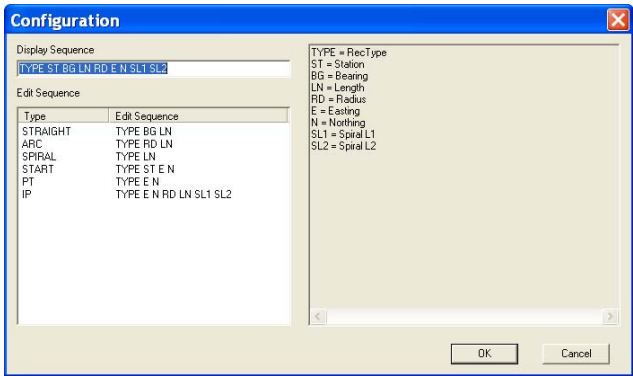 Configuration
Display Sequence
TYPE ST BG LN RD E N SL1 SL2
Edit Sequence
Type Edit Sequence
STRAIGHT TYPE BG LN
ARC TYPE RD LN
SPIRAL TYPE LN
START TYPE ST E N
PT TYPE E N
IP TYPE E N RD LN SL1 SL2
TYPE = RecType
ST = Station
BG = Bearing
LN = Length
RD = Radius
E = Easting
N = Northing
SL1 = Spiral L1
SL2 = Spiral L2
OK Cancel